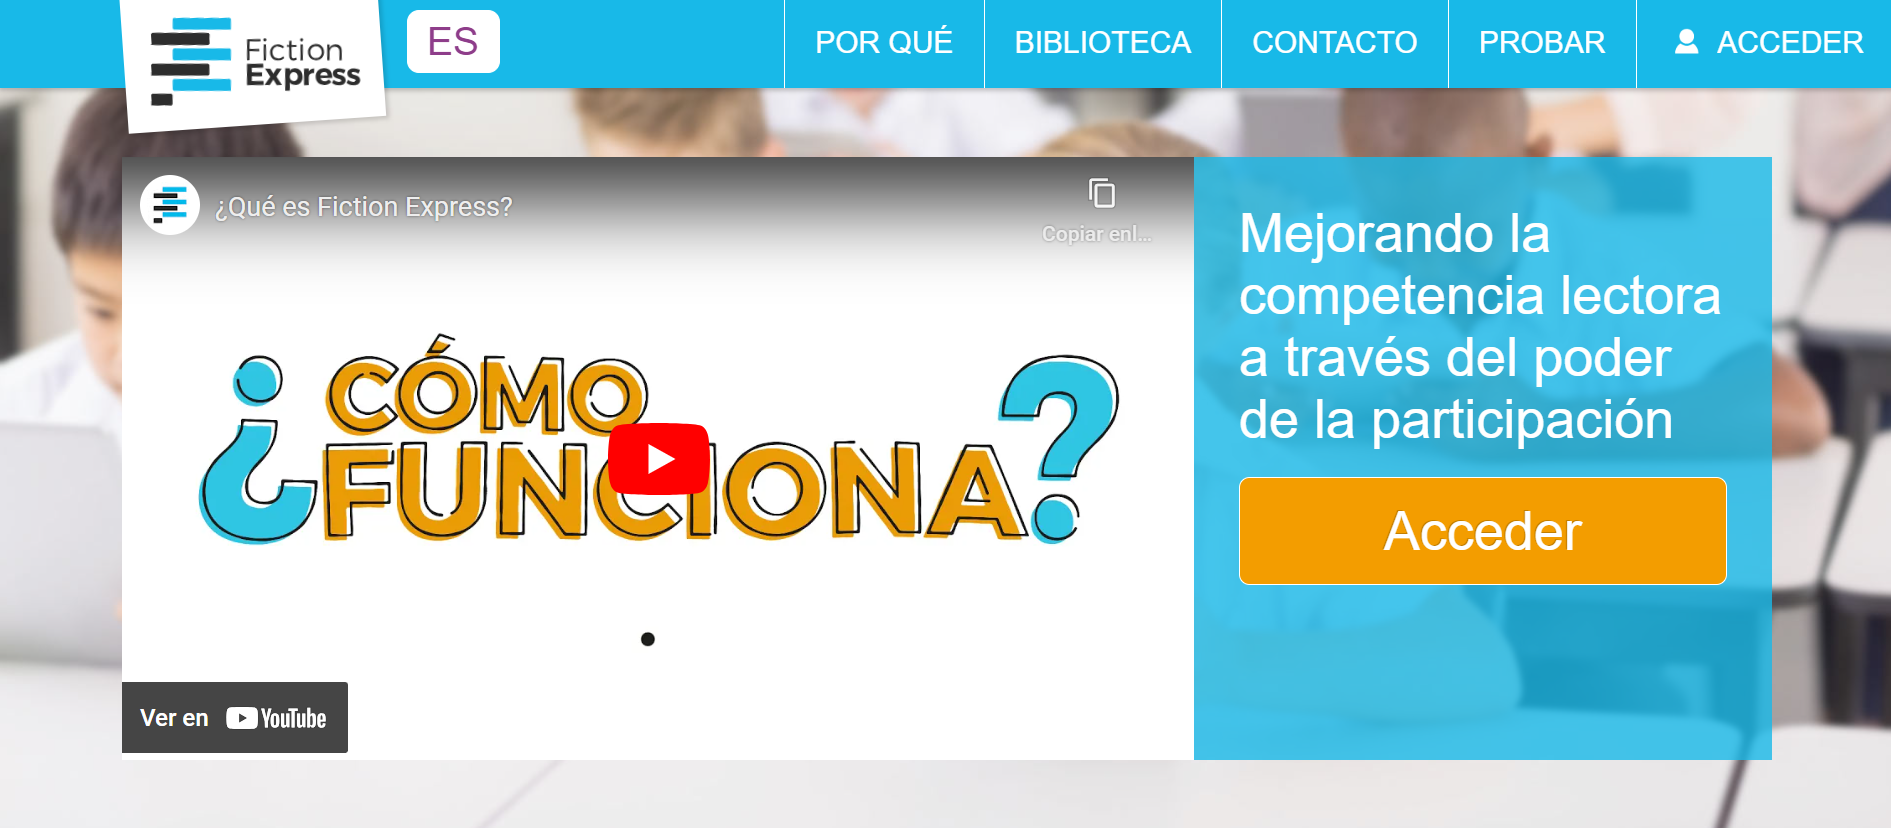 Fiction
Express
ES
POR QUÉ
BIBLIOTECA
CONTACTO
PROBAR
ACCEDER
¿Qué es Fiction Express?
Copiar enl...
¿CÓMO
FUNCIONA?
Ver en YouTube
Mejorando la
competencia lectora
a través del poder
de la participación
Acceder